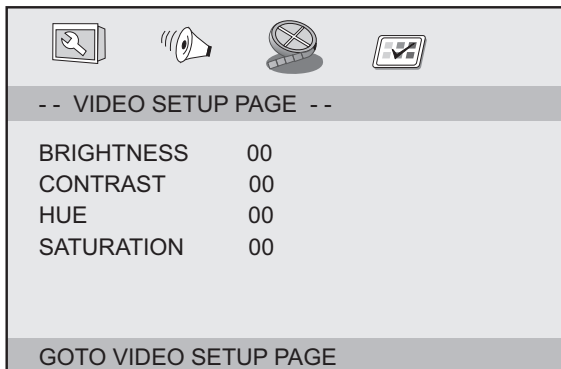 - - VIDEO SETUP PAGE - -
BRIGHTNESS 00
CONTRAST 00
HUE 00
SATURATION 00
GOTO VIDEO SETUP PAGE